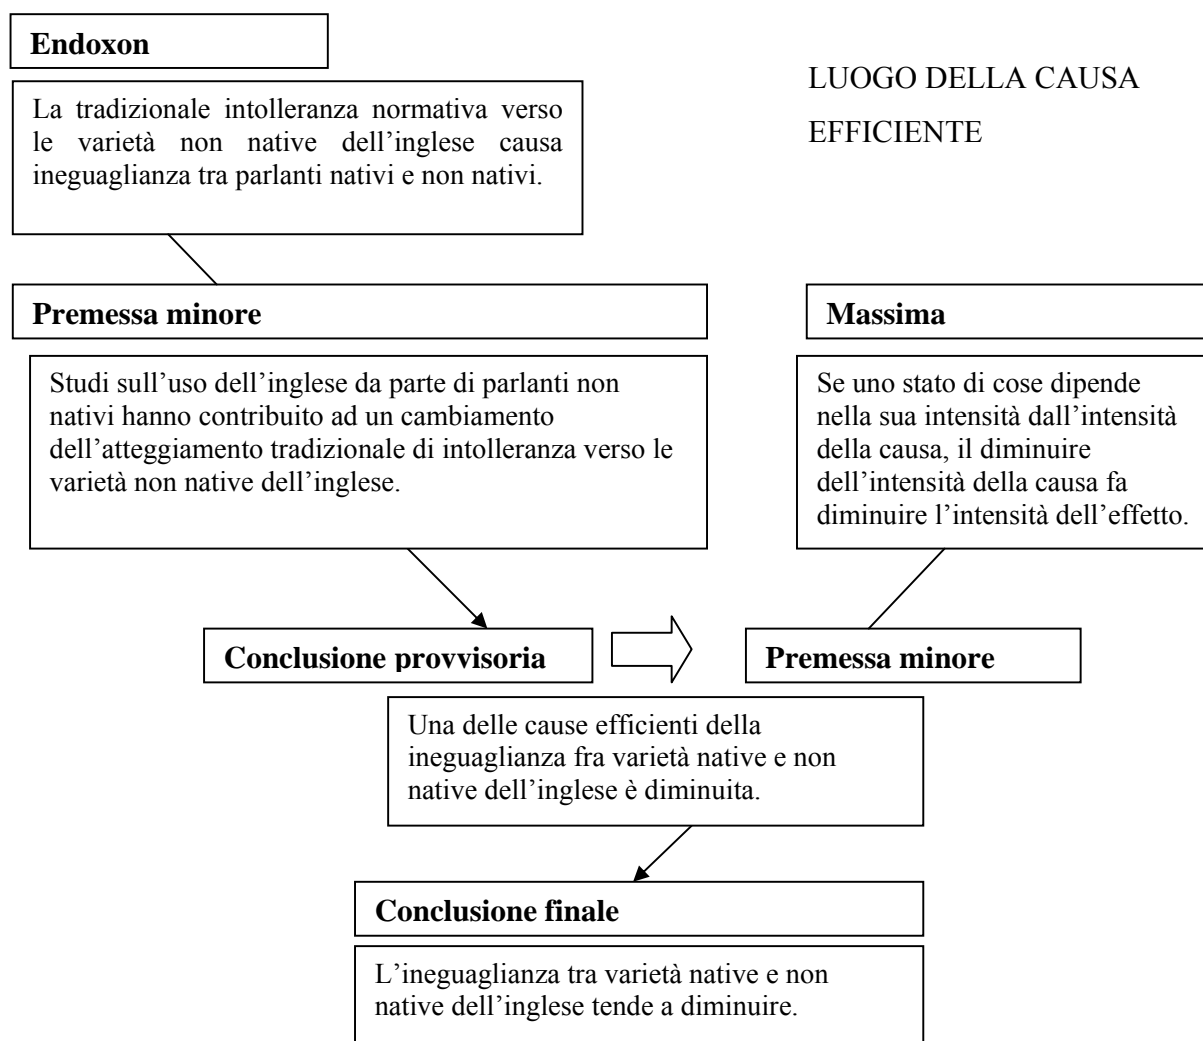 Endoxon
La tradizionale intolleranza normativa verso
le varietà non native dell’inglese causa
ineguaglianza tra parlanti nativi e non nativi.
LUOGO DELLA CAUSA
EFFICIENTE
Premessa minore
Studi sull’uso dell’inglese da parte di parlanti non
nativi hanno contribuito ad un cambiamento
dell’atteggiamento tradizionale di intolleranza verso le
varietà non native dell’inglese.
Massima
Se uno stato di cose dipende
nella sua intensità dall’intensità
della causa, il diminuire
dell’intensità della causa fa
diminuire l’intensità dell’effetto.
Conclusione provvisoria
Premessa minore
Una delle cause efficienti della
ineguaglianza fra varietà native e non
native dell’inglese è diminuita.
Conclusione finale
L’ineguaglianza tra varietà native e non
native dell’inglese tende a diminuire.